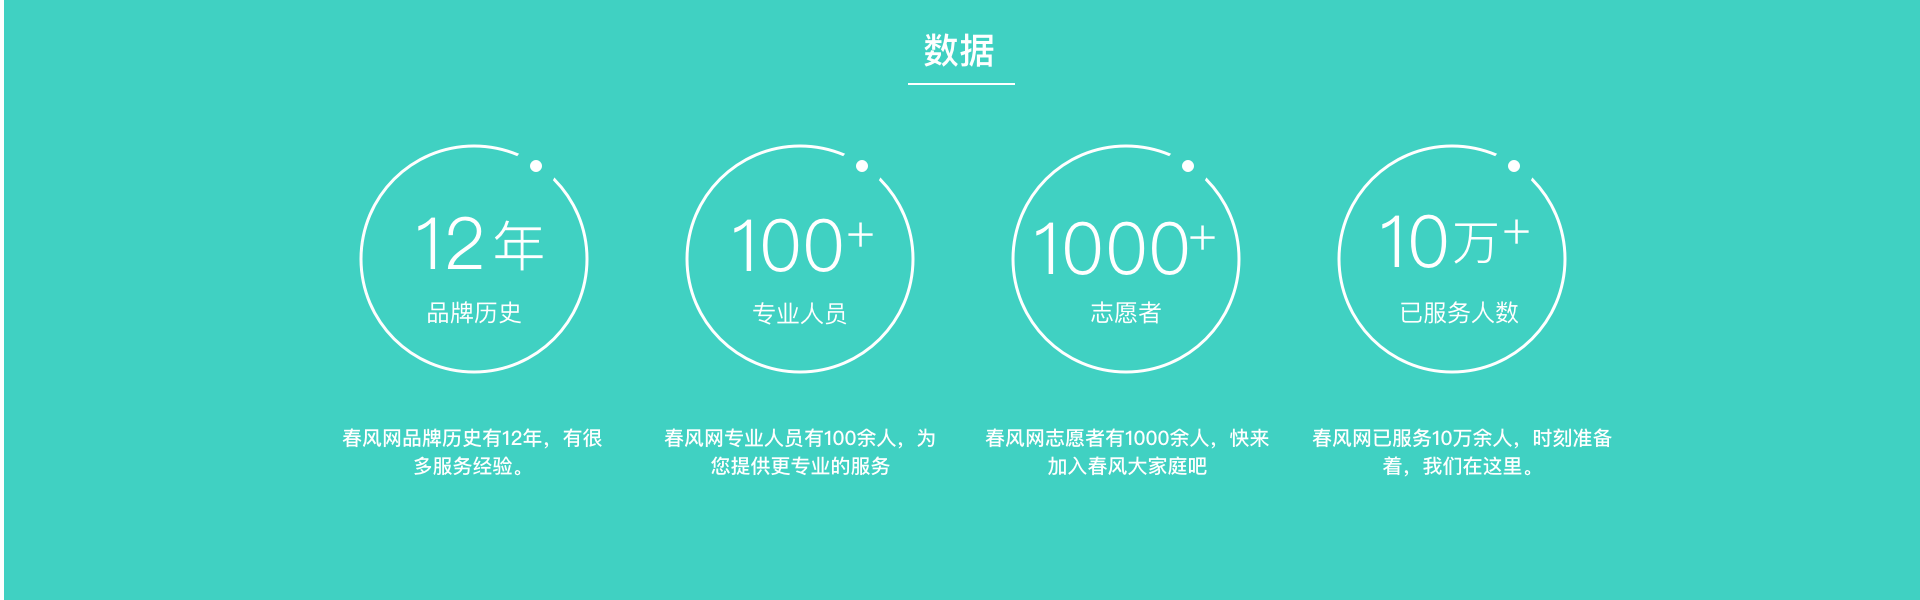 数据
12年
品牌历史
100+
专业人员
1000+
志愿者
10万+
已服务人数
春风网品牌历史有12年，有很
多服务经验。
春风网专业人员有100余人，为
您提供更专业的服务
春风网志愿者有1000余人，快来
加入春风大家庭吧
春风网已服务10万余人，时刻准备
着，我们在这里。